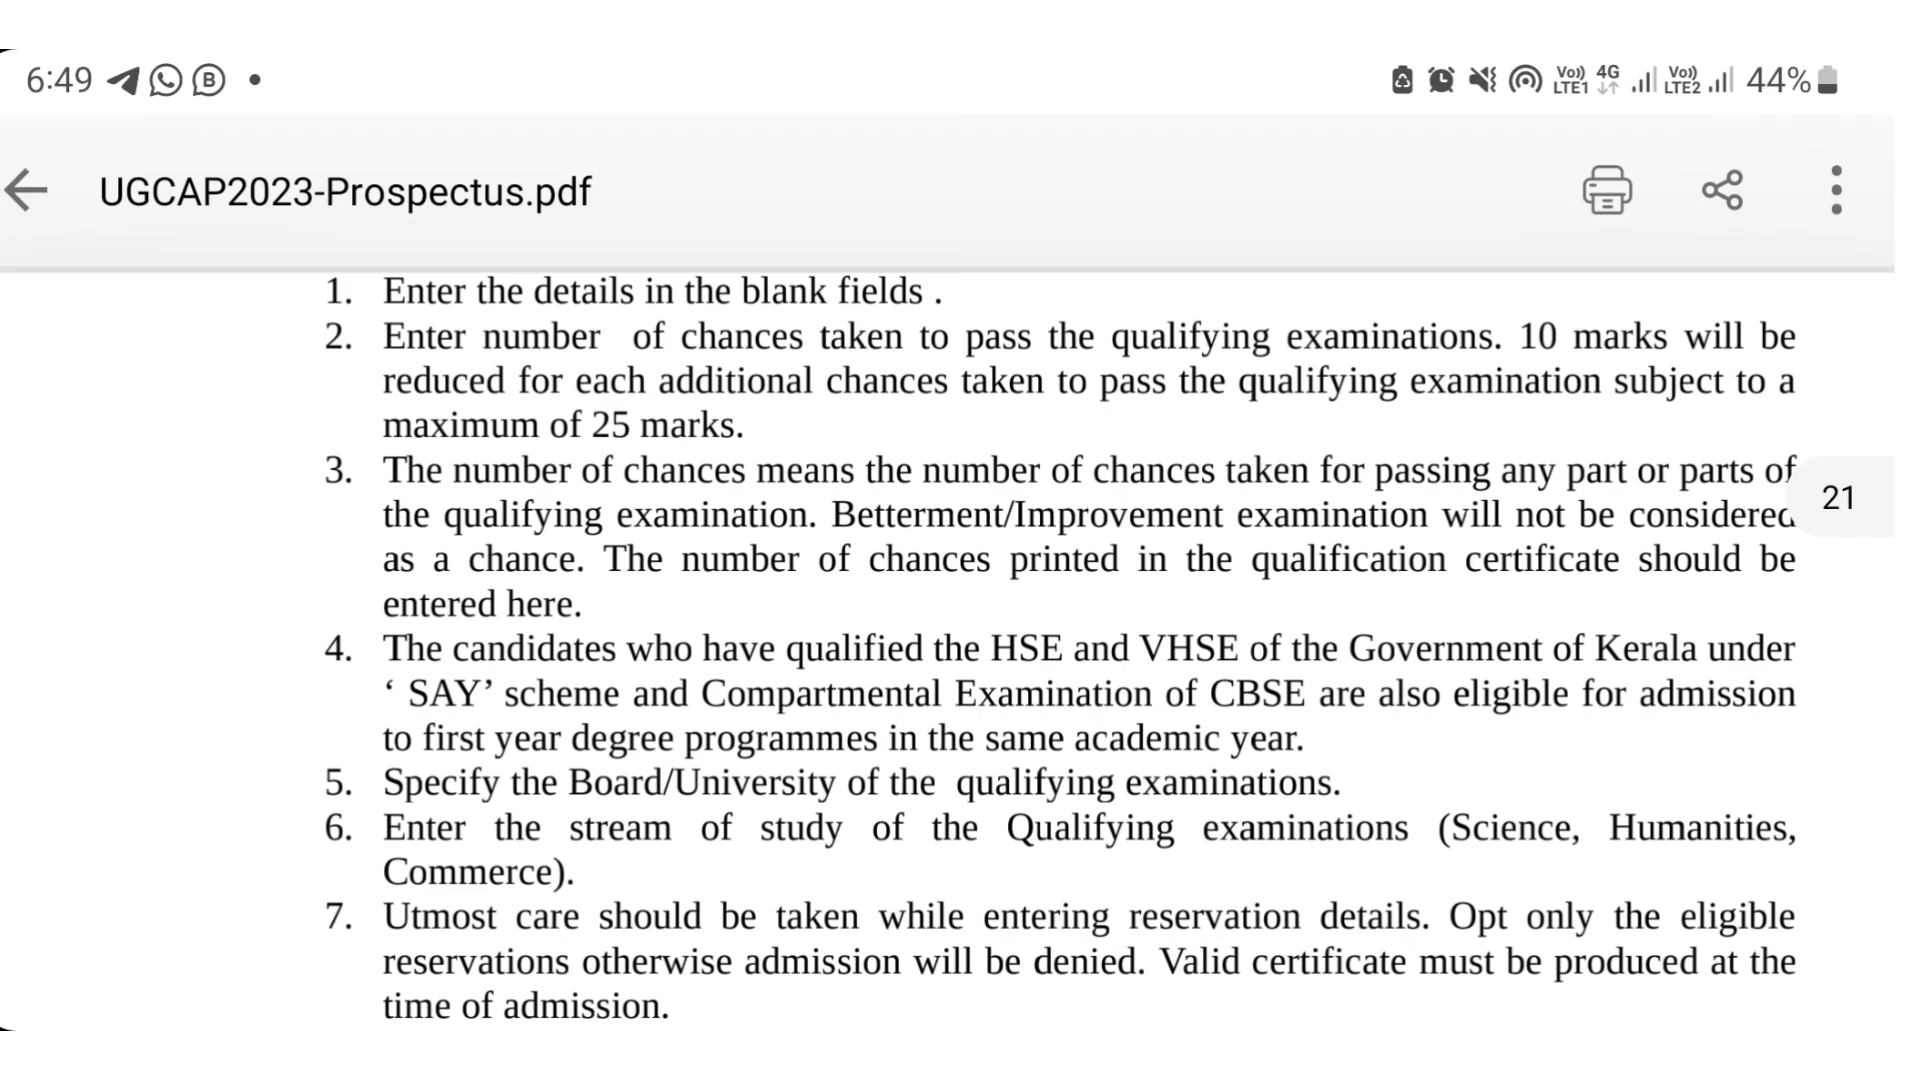 6:49 B 4G 44%
Vo)) LTE1 Vo)) LTE2
UGCAP2023-Prospectus.pdf
1. Enter the details in the blank fields .
2. Enter number of chances taken to pass the qualifying examinations. 10 marks will be
reduced for each additional chances taken to pass the qualifying examination subject to a
maximum of 25 marks.
3. The number of chances means the number of chances taken for passing any part or parts of
the qualifying examination. Betterment/Improvement examination will not be considered
21
as a chance. The number of chances printed in the qualification certificate should be
entered here.
4. The candidates who have qualified the HSE and VHSE of the Government of Kerala under
‘ SAY’ scheme and Compartmental Examination of CBSE are also eligible for admission
to first year degree programmes in the same academic year.
5. Specify the Board/University of the qualifying examinations.
6. Enter the stream of study of the Qualifying examinations (Science, Humanities,
Commerce).
7. Utmost care should be taken while entering reservation details. Opt only the eligible
reservations otherwise admission will be denied. Valid certificate must be produced at the
time of admission.